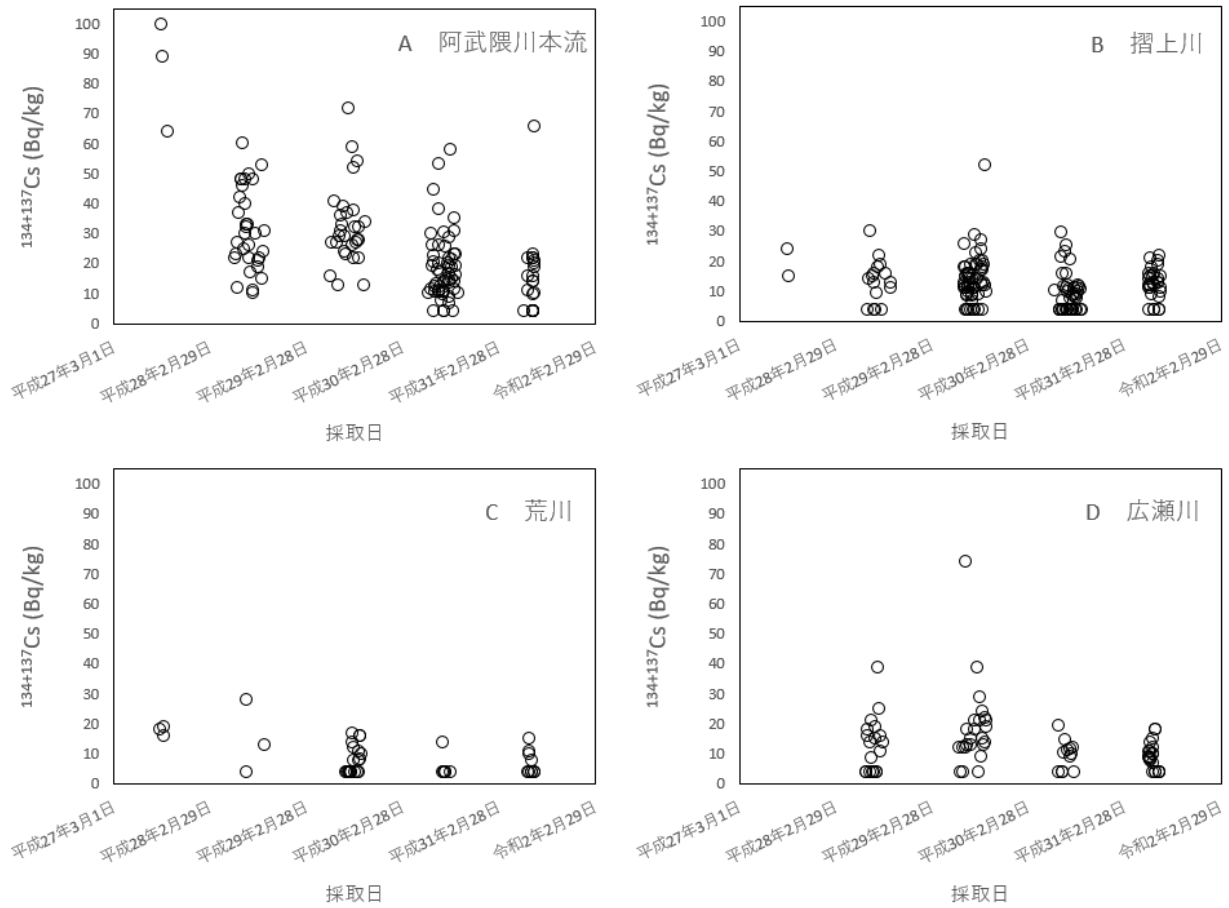 A 阿武隈川本流
134+137Cs (Bq/kg)
100
90
80
70
60
50
40
30
20
10
0
平成27年3月1日
平成28年2月29日
平成29年2月28日
平成30年2月28日
平成31年2月28日
令和2年2月29日
採取日
B 摺上川
134+137Cs (Bq/kg)
100
90
80
70
60
50
40
30
20
10
0
平成27年3月1日
平成28年2月29日
平成29年2月28日
平成30年2月28日
平成31年2月28日
令和2年2月29日
採取日
C 荒川
134+137Cs (Bq/kg)
100
90
80
70
60
50
40
30
20
10
0
平成27年3月1日
平成28年2月29日
平成29年2月28日
平成30年2月28日
平成31年2月28日
令和2年2月29日
採取日
D 広瀬川
134+137Cs (Bq/kg)
100
90
80
70
60
50
40
30
20
10
0
平成27年3月1日
平成28年2月29日
平成29年2月28日
平成30年2月28日
平成31年2月28日
令和2年2月29日
採取日